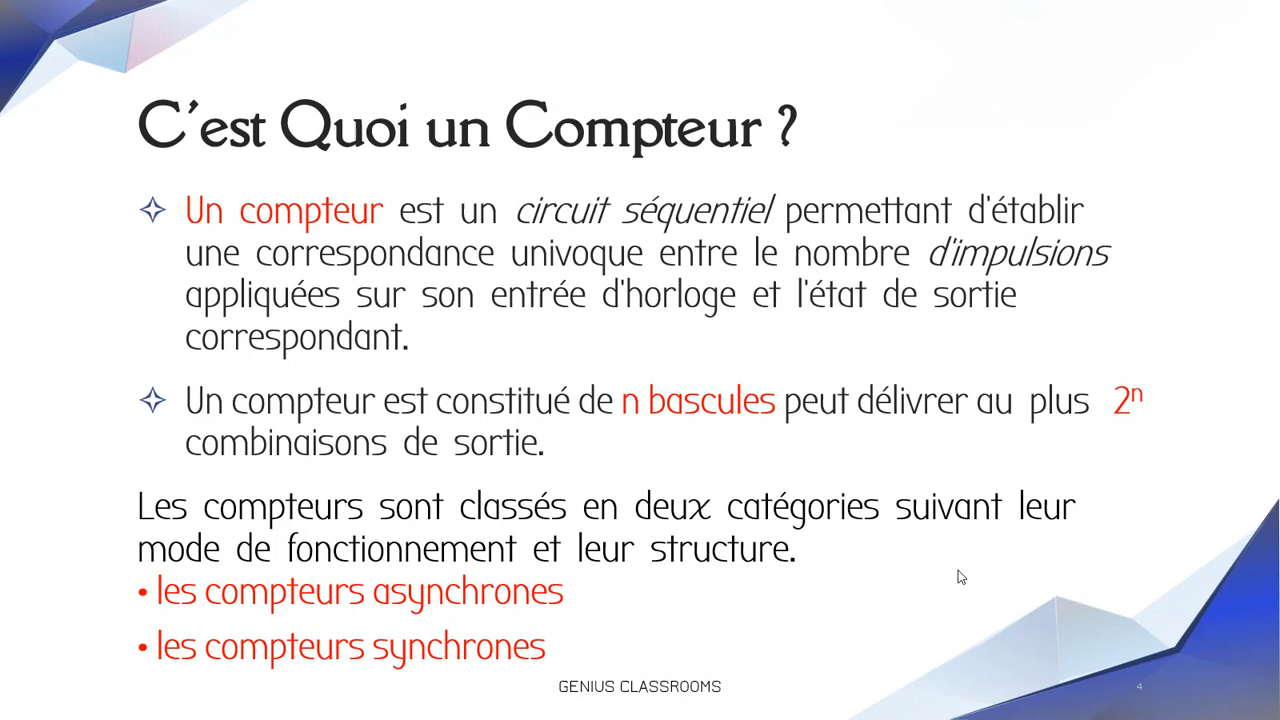 C'est Quoi un Compteur ?
Un compteur est un circuit séquentiel permettant d'établir
une correspondance univoque entre le nombre d'impulsions
appliquées sur son entrée d'horloge et l'état de sortie
correspondant.
Un compteur est constitué de n bascules peut délivrer au plus 2ⁿ
combinaisons de sortie.
Les compteurs sont classés en deux catégories suivant leur
mode de fonctionnement et leur structure.
• les compteurs asynchrones
• les compteurs synchrones
GENIUS CLASSROOMS
4